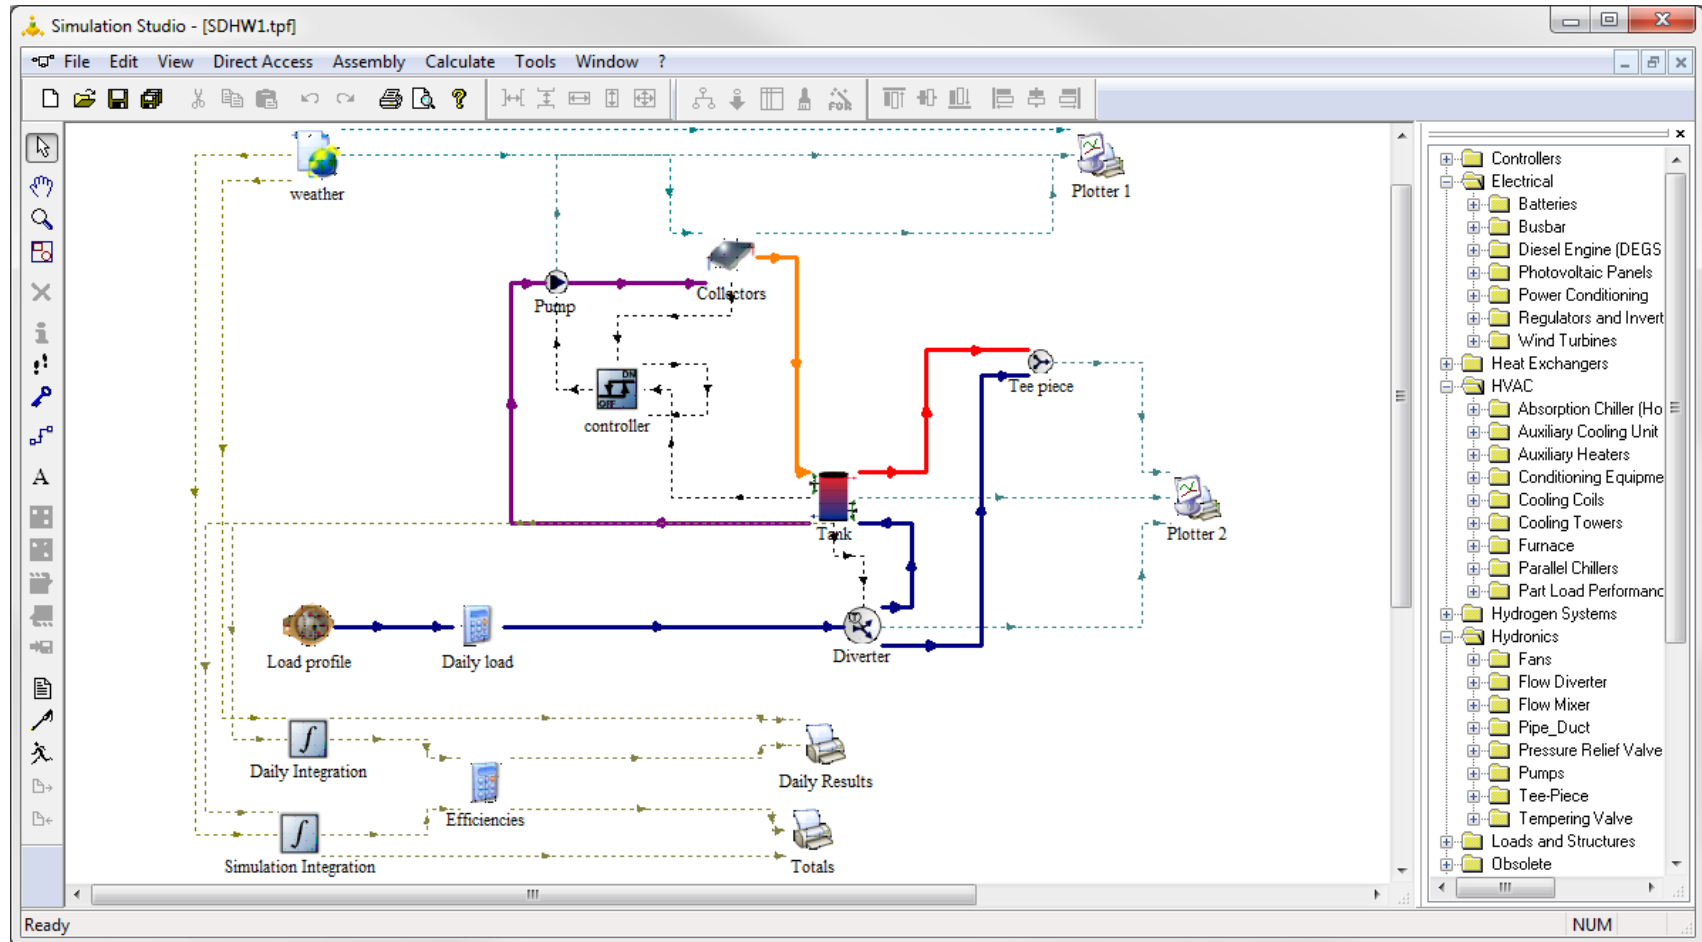 Simulation Studio - [SDHW1.tpf]
File Edit View Direct Access Assembly Calculate Tools Window ?
FOR
A
weather
Plotter 1
Pump
Collectors
ON
OFF
controller
Tee piece
Tank
Plotter 2
Load profile
Daily load
Diverter
Daily Integration
Daily Results
Efficiencies
Simulation Integration
Totals
Controllers
Electrical
Batteries
Busbar
Diesel Engine (DEGS
Photovoltaic Panels
Power Conditioning
Regulators and Invert
Wind Turbines
Heat Exchangers
HVAC
Absorption Chiller (Ho
Auxiliary Cooling Unit
Auxiliary Heaters
Conditioning Equipme
Cooling Coils
Cooling Towers
Furnace
Parallel Chillers
Part Load Performanc
Hydrogen Systems
Hydronics
Fans
Flow Diverter
Flow Mixer
Pipe_Duct
Pressure Relief Valve
Pumps
Tee-Piece
Tempering Valve
Loads and Structures
Obsolete
Ready
NUM